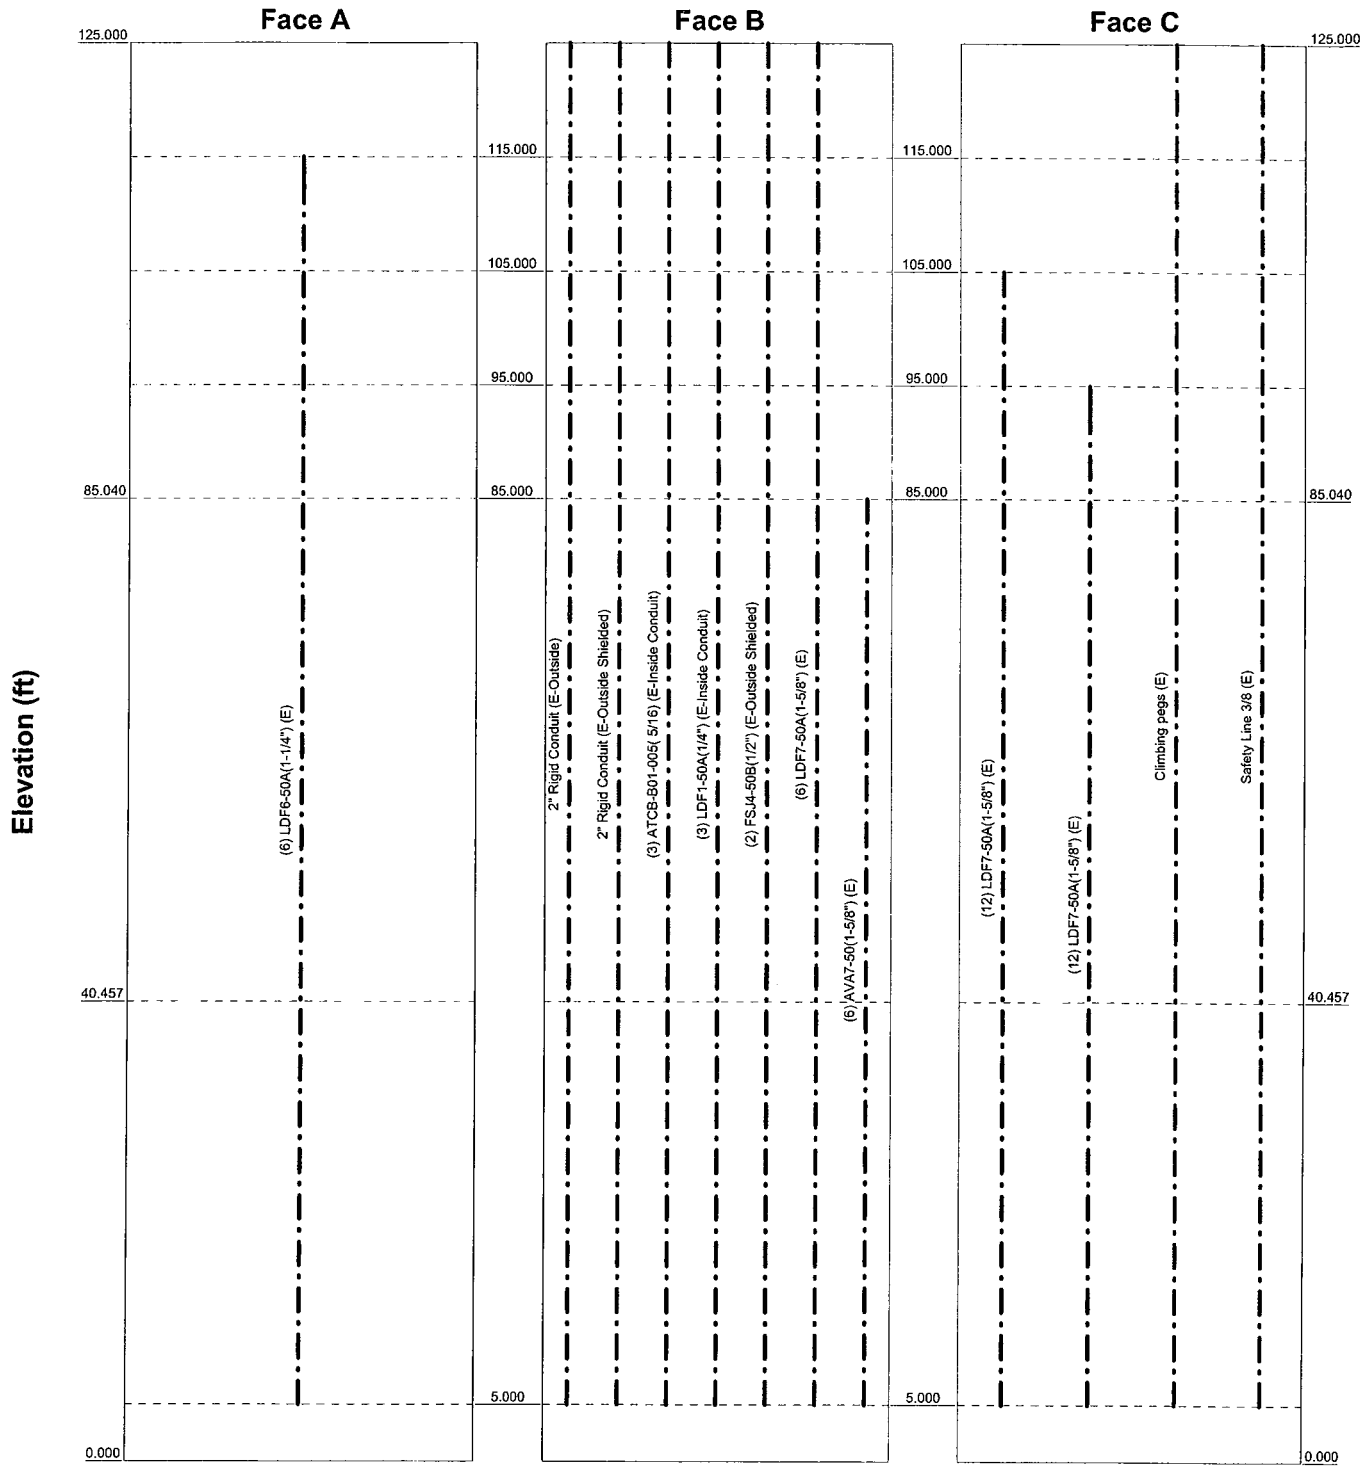 Face A
Face B
Face C
125.000
125.000
115.000
115.000
105.000
105.000
95.000
95.000
85.040
85.000
85.000
85.040
40.457
40.457
5.000
5.000
0.000
0.000
Elevation (ft)
(6) LDF6-50A(1-1/4") (E)
2" Rigid Conduit (E-Outside)
2" Rigid Conduit (E-Outside Shielded)
(3) ATCB-B01-005( 5/16) (E-Inside Conduit)
(3) LDF1-50A(1/4") (E-Inside Conduit)
(2) FSJ4-50B(1/2") (E-Outside Shielded)
(6) LDF7-50A(1-5/8") (E)
(6) AVA7-50(1-5/8") (E)
(12) LDF7-50A(1-5/8") (E)
(12) LDF7-50A(1-5/8") (E)
Climbing pegs (E)
Safety Line 3/8 (E)